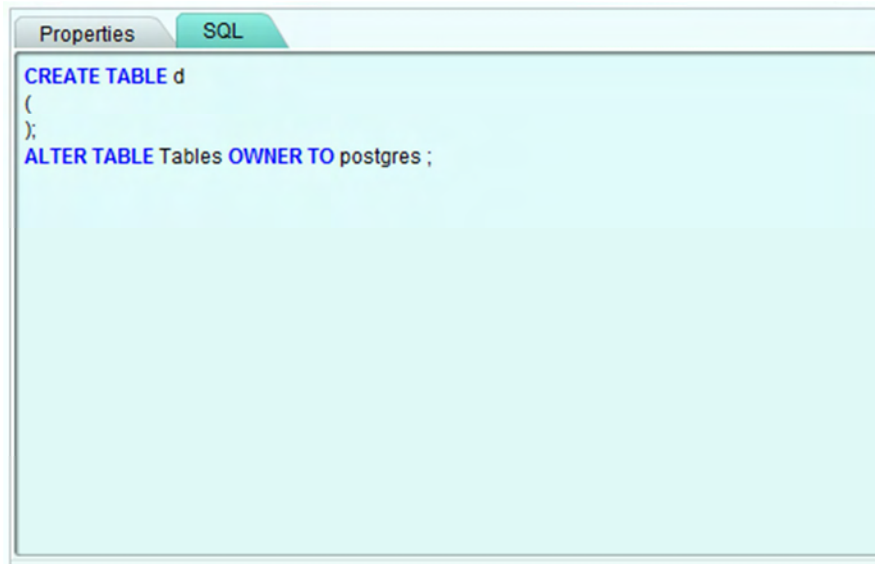 Properties
SQL
CREATE TABLE d
(
);
ALTER TABLE Tables OWNER TO postgres ;